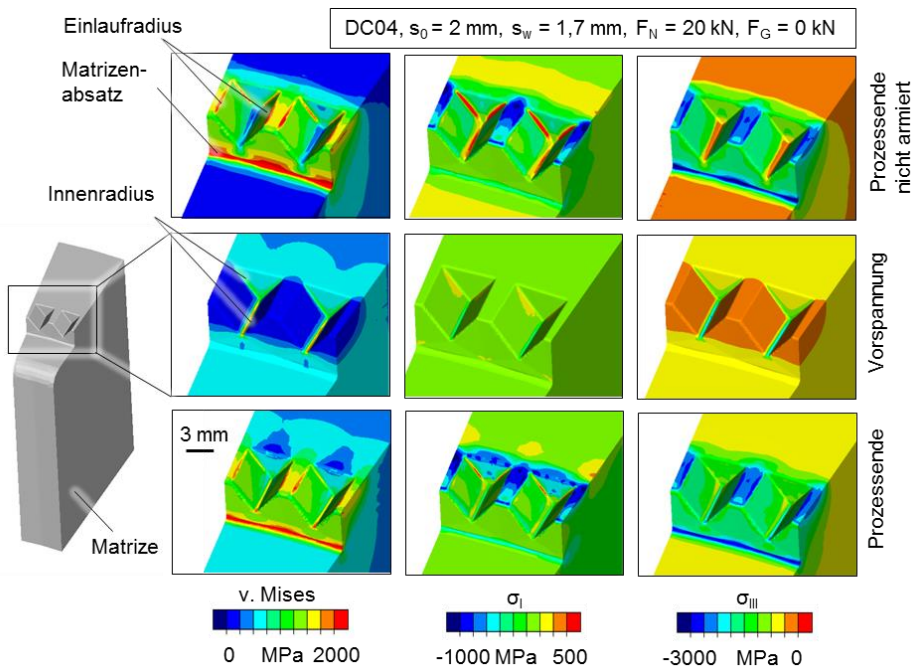 DC04, s₀ = 2 mm, s_w = 1,7 mm, F_N = 20 kN, F_G = 0 kN
Einlaufradius
Matrizen-
absatz
Innenradius
Prozessende
nicht armiert
Vorspannung
3 mm
Prozessende
Matrize
v. Mises
σ_I
σ_III
0 MPa 2000
-1000 MPa 500
-3000 MPa 0